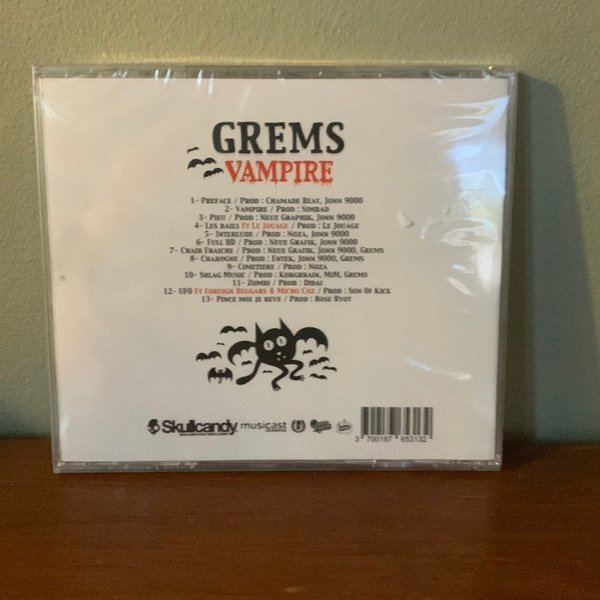 GREMS
VAMPIRE
1- Preface / Prod : Chamade Beat, Jonn 9000
2- Vampire / Prod : Simbad
3- Pieu / Prod : Neue Graphik, Jonn 9000
4- Les bails Ft Le Jouage / Prod : Le Jouage
5- Interlude / Prod : Noza, Jonn 9000
6- Full HD / Prod : Neue Grafik, Jonn 9000
7- Chair Fraiche / Prod : Neue Grafik, Jonn 9000, Grems
8- Charogne / Prod : Entek, Jonn 9000, Grems
9- Cimetiere / Prod : Noza
10- Shlag Music / Prod : Korgbrain, MiM, Grems
11- Zombi / Prod : Didai
12- UFO Ft Foreign Beggars & Micro Coz / Prod : Son Of Kick
13- Pince moi je reve / Prod : Rose Ryot
Skullcandy musicast
3 700187 653132